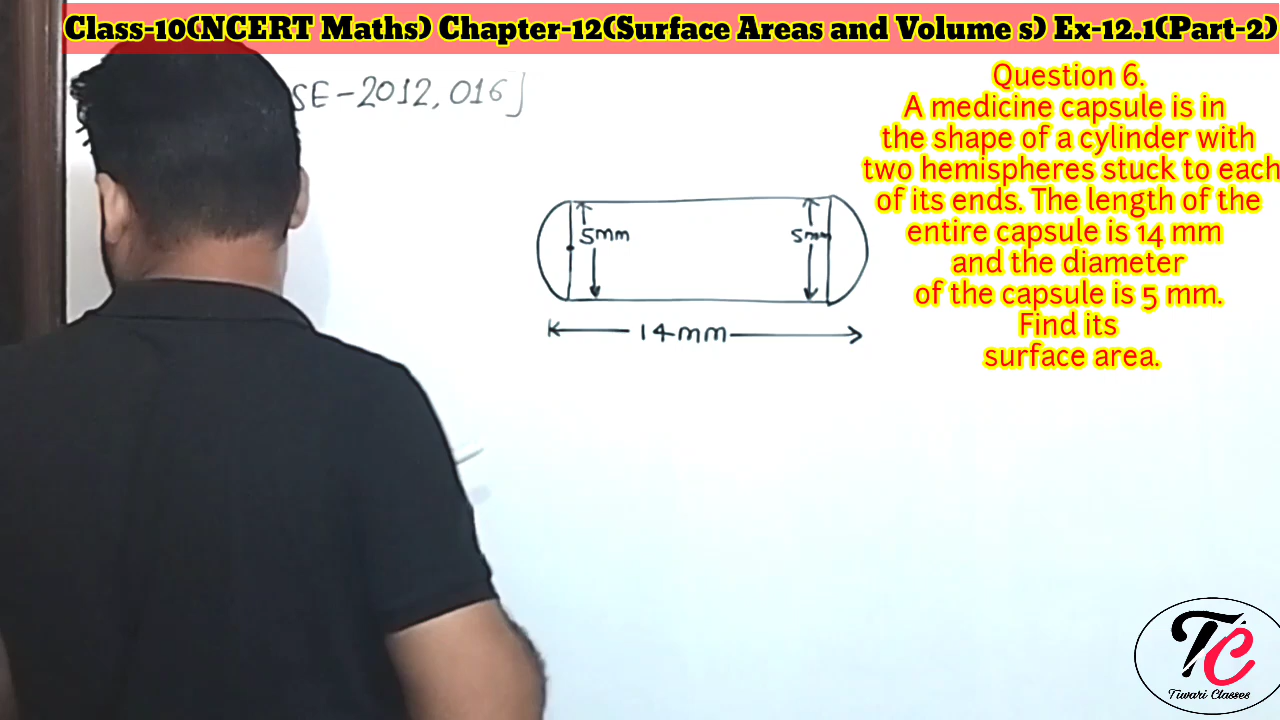 Class-10(NCERT Maths) Chapter-12(Surface Areas and Volume s) Ex-12.1(Part-2)
SE-2012, 016]
Question 6.
A medicine capsule is in
the shape of a cylinder with
two hemispheres stuck to each
of its ends. The length of the
entire capsule is 14 mm
and the diameter
of the capsule is 5 mm.
Find its
surface area.
5mm
5mm
14mm
TC
Tiwari Classes